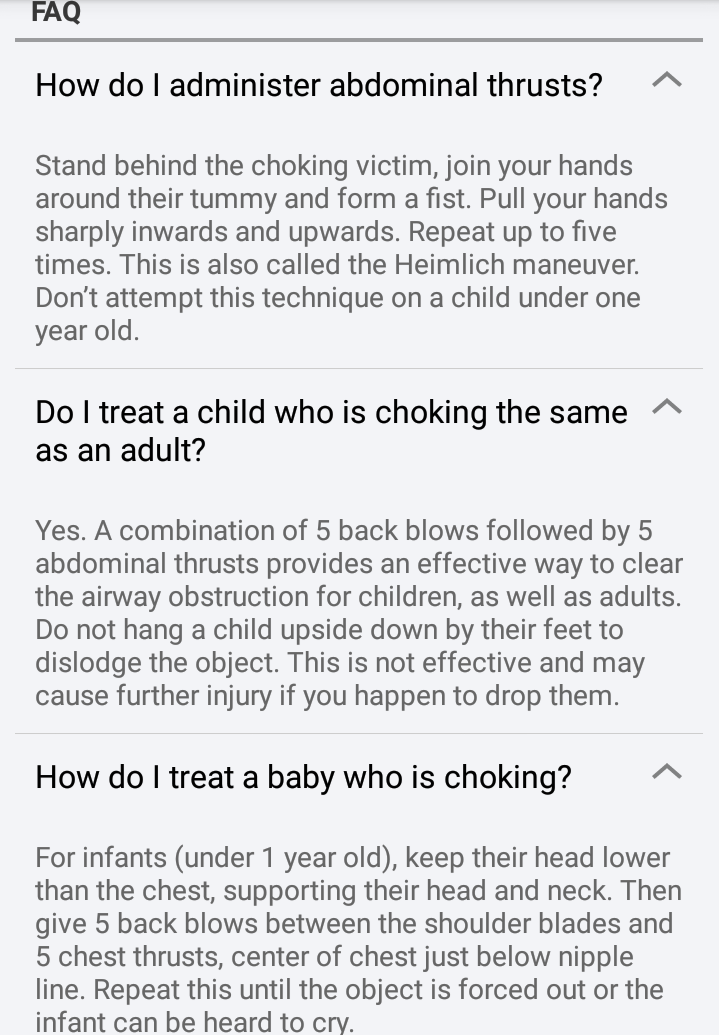 FAQ
How do I administer abdominal thrusts?
Stand behind the choking victim, join your hands
around their tummy and form a fist. Pull your hands
sharply inwards and upwards. Repeat up to five
times. This is also called the Heimlich maneuver.
Don’t attempt this technique on a child under one
year old.
Do I treat a child who is choking the same
as an adult?
Yes. A combination of 5 back blows followed by 5
abdominal thrusts provides an effective way to clear
the airway obstruction for children, as well as adults.
Do not hang a child upside down by their feet to
dislodge the object. This is not effective and may
cause further injury if you happen to drop them.
How do I treat a baby who is choking?
For infants (under 1 year old), keep their head lower
than the chest, supporting their head and neck. Then
give 5 back blows between the shoulder blades and
5 chest thrusts, center of chest just below nipple
line. Repeat this until the object is forced out or the
infant can be heard to cry.